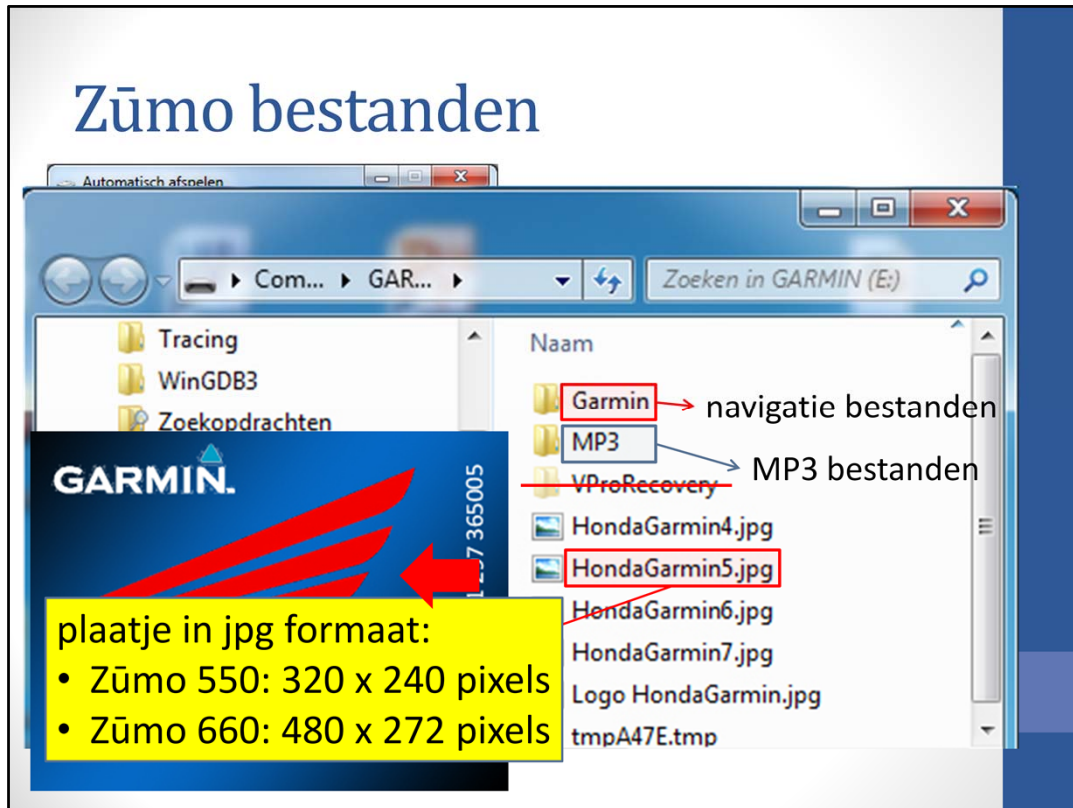 Zūmo bestanden
Automatisch afspelen
Com... GAR...
Zoeken in GARMIN (E:)
Tracing
WinGDB3
Zoekopdrachten
Naam
Garmin
navigatie bestanden
MP3
MP3 bestanden
VProRecovery
HondaGarmin4.jpg
HondaGarmin5.jpg
HondaGarmin6.jpg
HondaGarmin7.jpg
Logo HondaGarmin.jpg
tmpA47E.tmp
GARMIN.
365005
plaatje in jpg formaat:
• Zūmo 550: 320 x 240 pixels
• Zūmo 660: 480 x 272 pixels